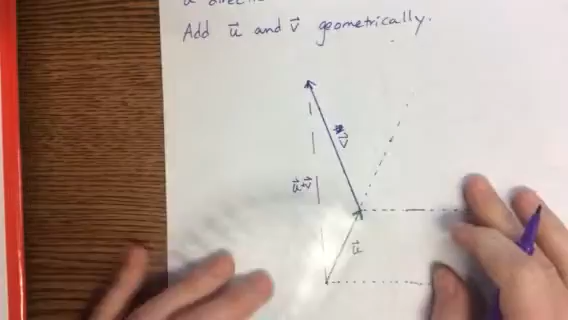 Add u⃗ and v⃗ geometrically.
v⃗
u⃗+v⃗
u⃗